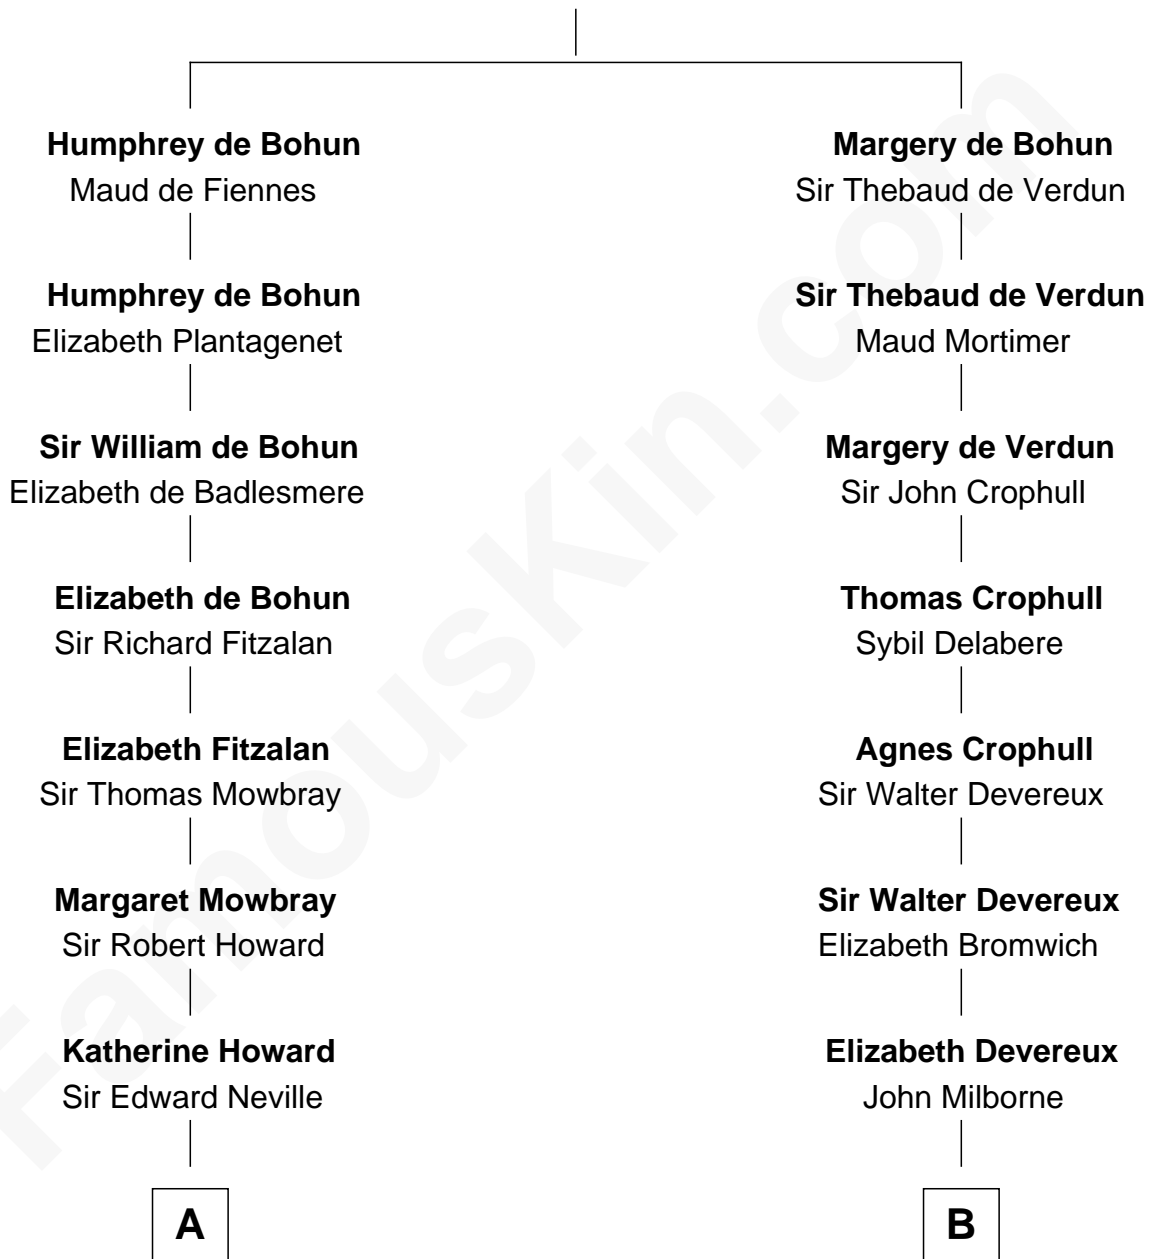 Humphrey de Bohun
Maud de Fiennes
Humphrey de Bohun
Elizabeth Plantagenet
Sir William de Bohun
Elizabeth de Badlesmere
Elizabeth de Bohun
Sir Richard Fitzalan
Elizabeth Fitzalan
Sir Thomas Mowbray
Margaret Mowbray
Sir Robert Howard
Katherine Howard
Sir Edward Neville
A
Margery de Bohun
Sir Thebaud de Verdun
Sir Thebaud de Verdun
Maud Mortimer
Margery de Verdun
Sir John Crophull
Thomas Crophull
Sybil Delabere
Agnes Crophull
Sir Walter Devereux
Sir Walter Devereux
Elizabeth Bromwich
Elizabeth Devereux
John Milborne
B
FamousKin.com